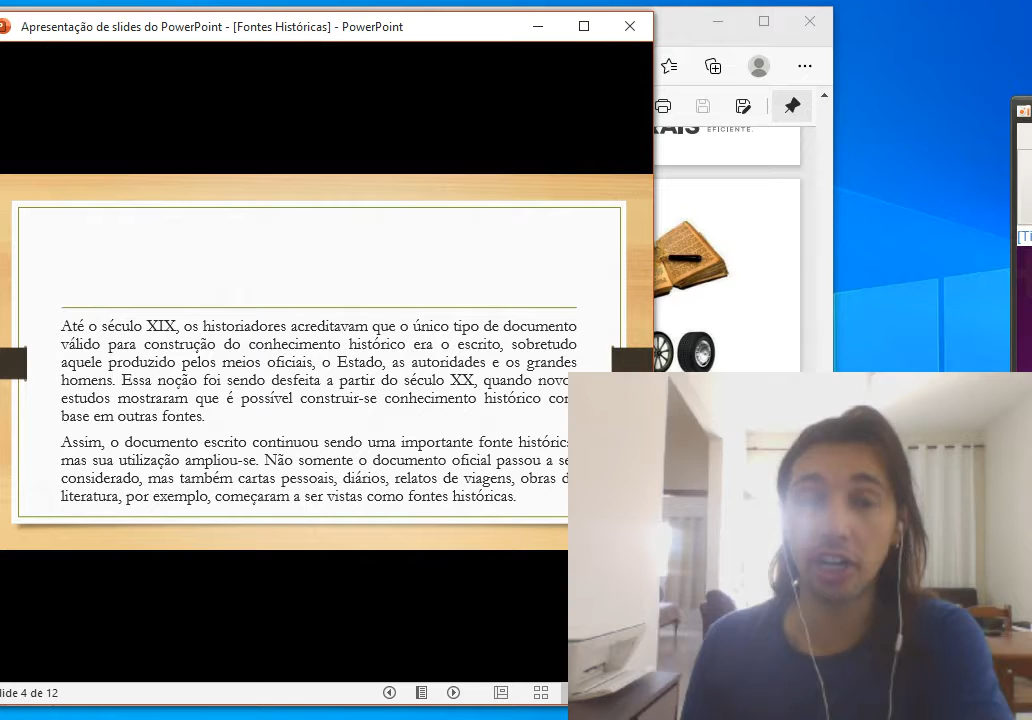 Apresentação de slides do PowerPoint - [Fontes Históricas] - PowerPoint
EFICIENTE.
Até o século XIX, os historiadores acreditavam que o único tipo de documento
válido para construção do conhecimento histórico era o escrito, sobretudo
aquele produzido pelos meios oficiais, o Estado, as autoridades e os grandes
homens. Essa noção foi sendo desfeita a partir do século XX, quando novo
estudos mostraram que é possível construir-se conhecimento histórico con
base em outras fontes.
Assim, o documento escrito continuou sendo uma importante fonte históric
mas sua utilização ampliou-se. Não somente o documento oficial passou a se
considerado, mas também cartas pessoais, diários, relatos de viagens, obras d
literatura, por exemplo, começaram a ser vistas como fontes históricas.
lide 4 de 12
[Ti